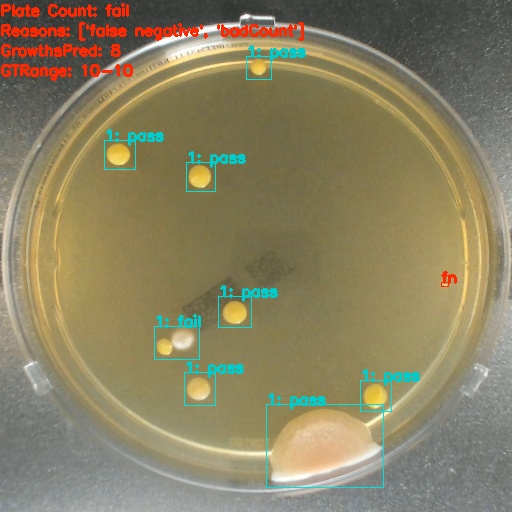 Plate Count: fail
Reasons: ['false negative', 'badCount']
GrowthsPred: 8
GTRange: 10-10
1: pass
1: pass
1: pass
fn
1: pass
1: fail
1: pass
1: pass
1: pass